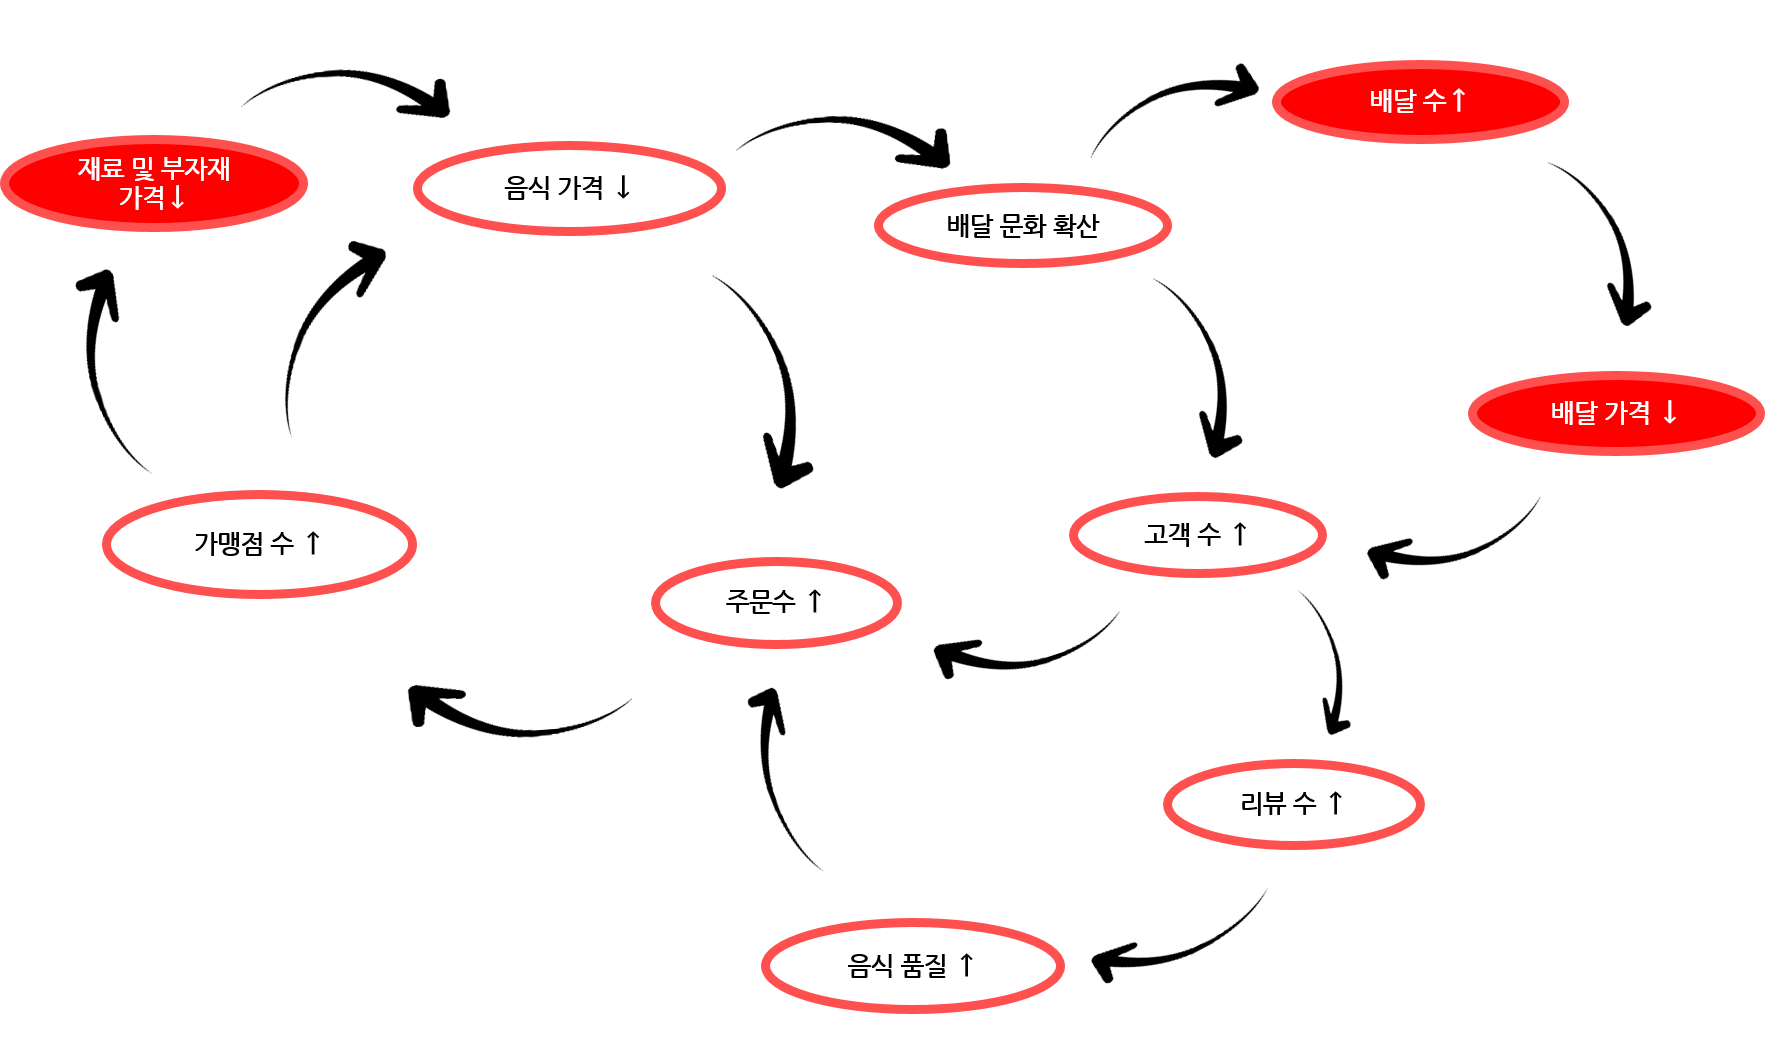 배달 수↑
재료 및 부자재
가격↓
음식 가격 ↓
배달 문화 확산
배달 가격 ↓
가맹점 수 ↑
고객 수 ↑
주문수 ↑
리뷰 수 ↑
음식 품질 ↑